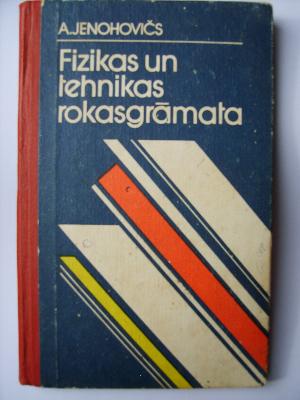 A.JENOHOVIČS
Fizikas un
tehnikas
rokasgrāmata